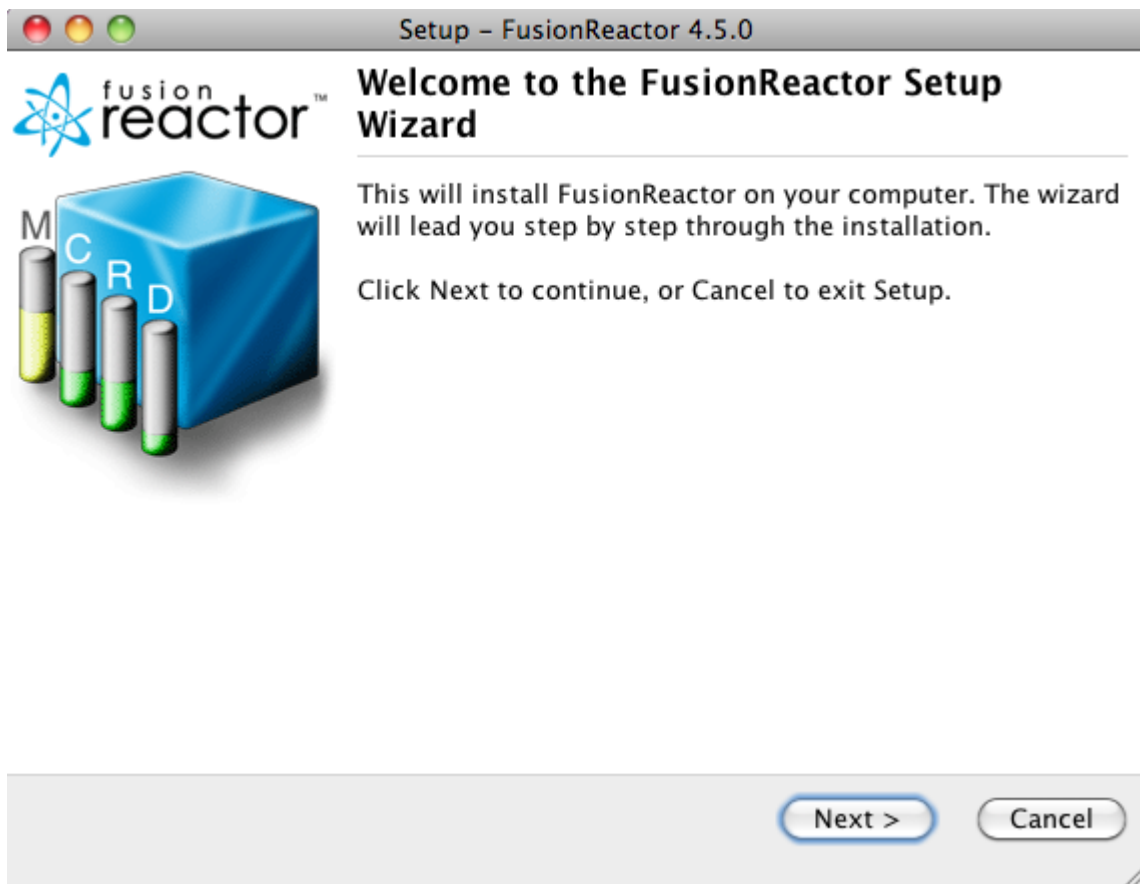 Setup – FusionReactor 4.5.0
fusion
reactor™
Welcome to the FusionReactor Setup
Wizard
This will install FusionReactor on your computer. The wizard
will lead you step by step through the installation.
Click Next to continue, or Cancel to exit Setup.
M
C
R
D
Next >
Cancel